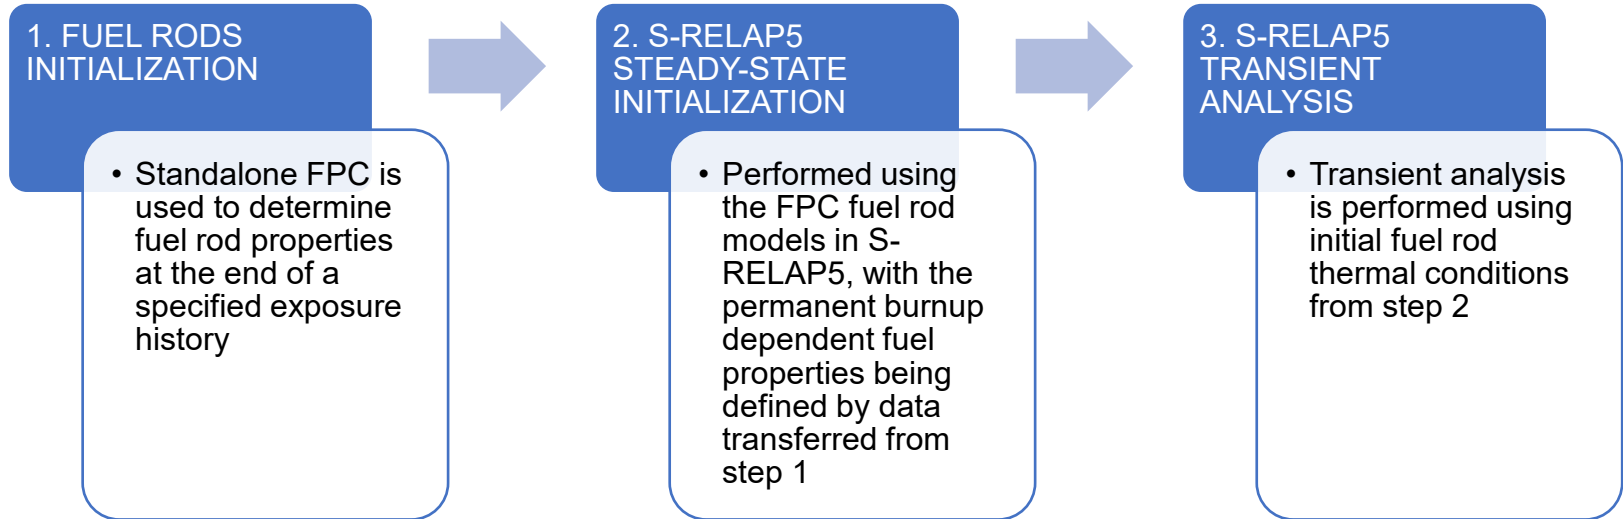 1. FUEL RODS
INITIALIZATION
• Standalone FPC is
used to determine
fuel rod properties
at the end of a
specified exposure
history
2. S-RELAP5
STEADY-STATE
INITIALIZATION
• Performed using
the FPC fuel rod
models in S-
RELAP5, with the
permanent burnup
dependent fuel
properties being
defined by data
transferred from
step 1
3. S-RELAP5
TRANSIENT
ANALYSIS
• Transient analysis
is performed using
initial fuel rod
thermal conditions
from step 2